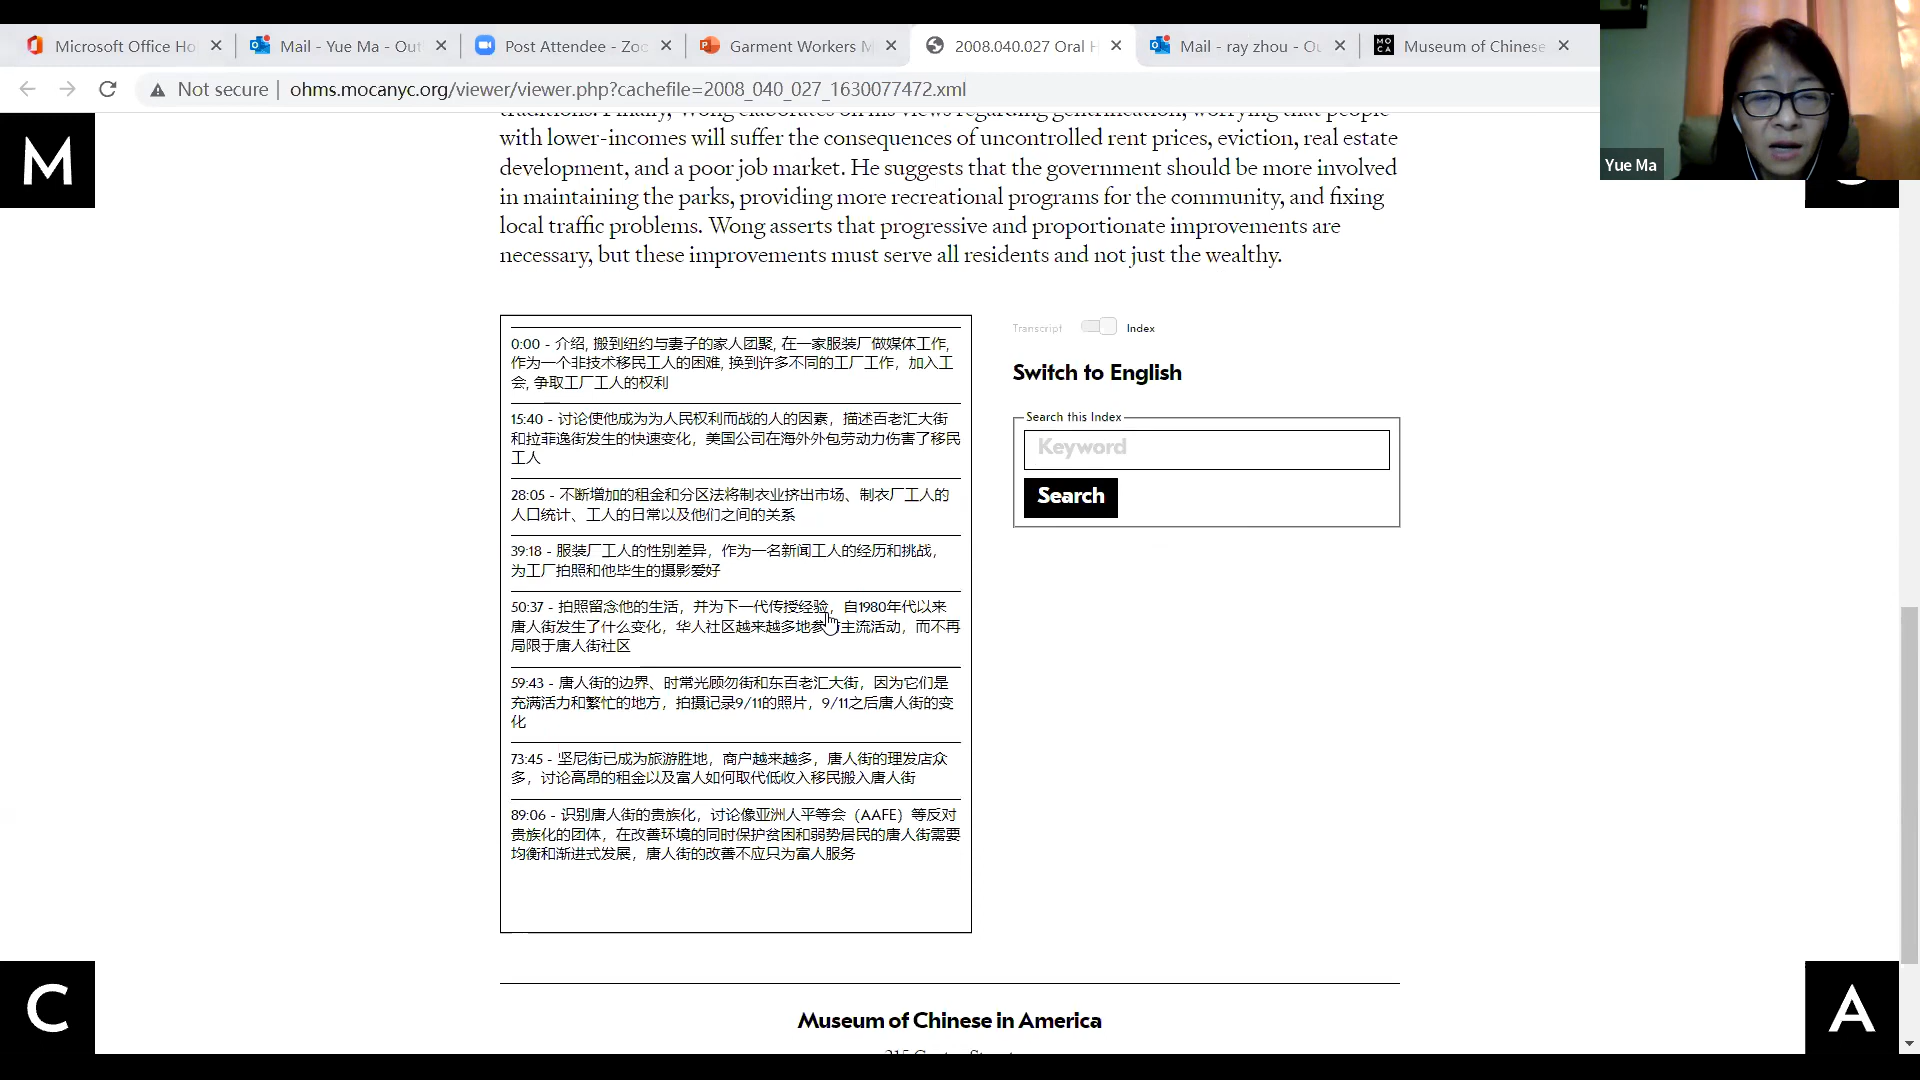 Microsoft Office Ho
Mail - Yue Ma - Out
Post Attendee - Zoo
Garment Workers M
2008.040.027 Oral H
Mail - ray zhou - Ou
Museum of Chinese
Not secure
ohms.mocanyc.org/viewer/viewer.php?cachefile=2008_040_027_1630077472.xml
Yue Ma
M
traditions. Finally, Wong elaborates on his views regarding gentrification, worrying that people
with lower-incomes will suffer the consequences of uncontrolled rent prices, eviction, real estate
development, and a poor job market. He suggests that the government should be more involved
in maintaining the parks, providing more recreational programs for the community, and fixing
local traffic problems. Wong asserts that progressive and proportionate improvements are
necessary, but these improvements must serve all residents and not just the wealthy.
0:00 - 介绍, 搬到纽约与妻子的家人团聚, 在一家服装厂做媒体工作,
作为一个非技术移民工人的困难, 换到许多不同的工厂工作，加入工
会, 争取工厂工人的权利
15:40 - 讨论使他成为为人民权利而战的人的因素，描述百老汇大街
和拉菲逸街发生的快速变化，美国公司在海外外包劳动力伤害了移民
工人
28:05 - 不断增加的租金和分区法将制衣业挤出市场、制衣厂工人的
人口统计、工人的日常以及他们之间的关系
39:18 - 服装厂工人的性别差异，作为一名新闻工人的经历和挑战，
为工厂拍照和他毕生的摄影爱好
50:37 - 拍照留念他的生活，并为下一代传授经验，自1980年代以来
唐人街发生了什么变化，华人社区越来越多地参 主流活动，而不再
局限于唐人街社区
59:43 - 唐人街的边界、时常光顾勿街和东百老汇大街，因为它们是
充满活力和繁忙的地方，拍摄记录9/11的照片，9/11之后唐人街的变
化
73:45 - 坚尼街已成为旅游胜地，商户越来越多，唐人街的理发店众
多，讨论高昂的租金以及富人如何取代低收入移民搬入唐人街
89:06 - 识别唐人街的贵族化，讨论像亚洲人平等会（AAFE）等反对
贵族化的团体，在改善环境的同时保护贫困和弱势居民的唐人街需要
均衡和渐进式发展，唐人街的改善不应只为富人服务
Transcript
Index
Switch to English
Search this Index
Keyword
Search
C
A
Museum of Chinese in America